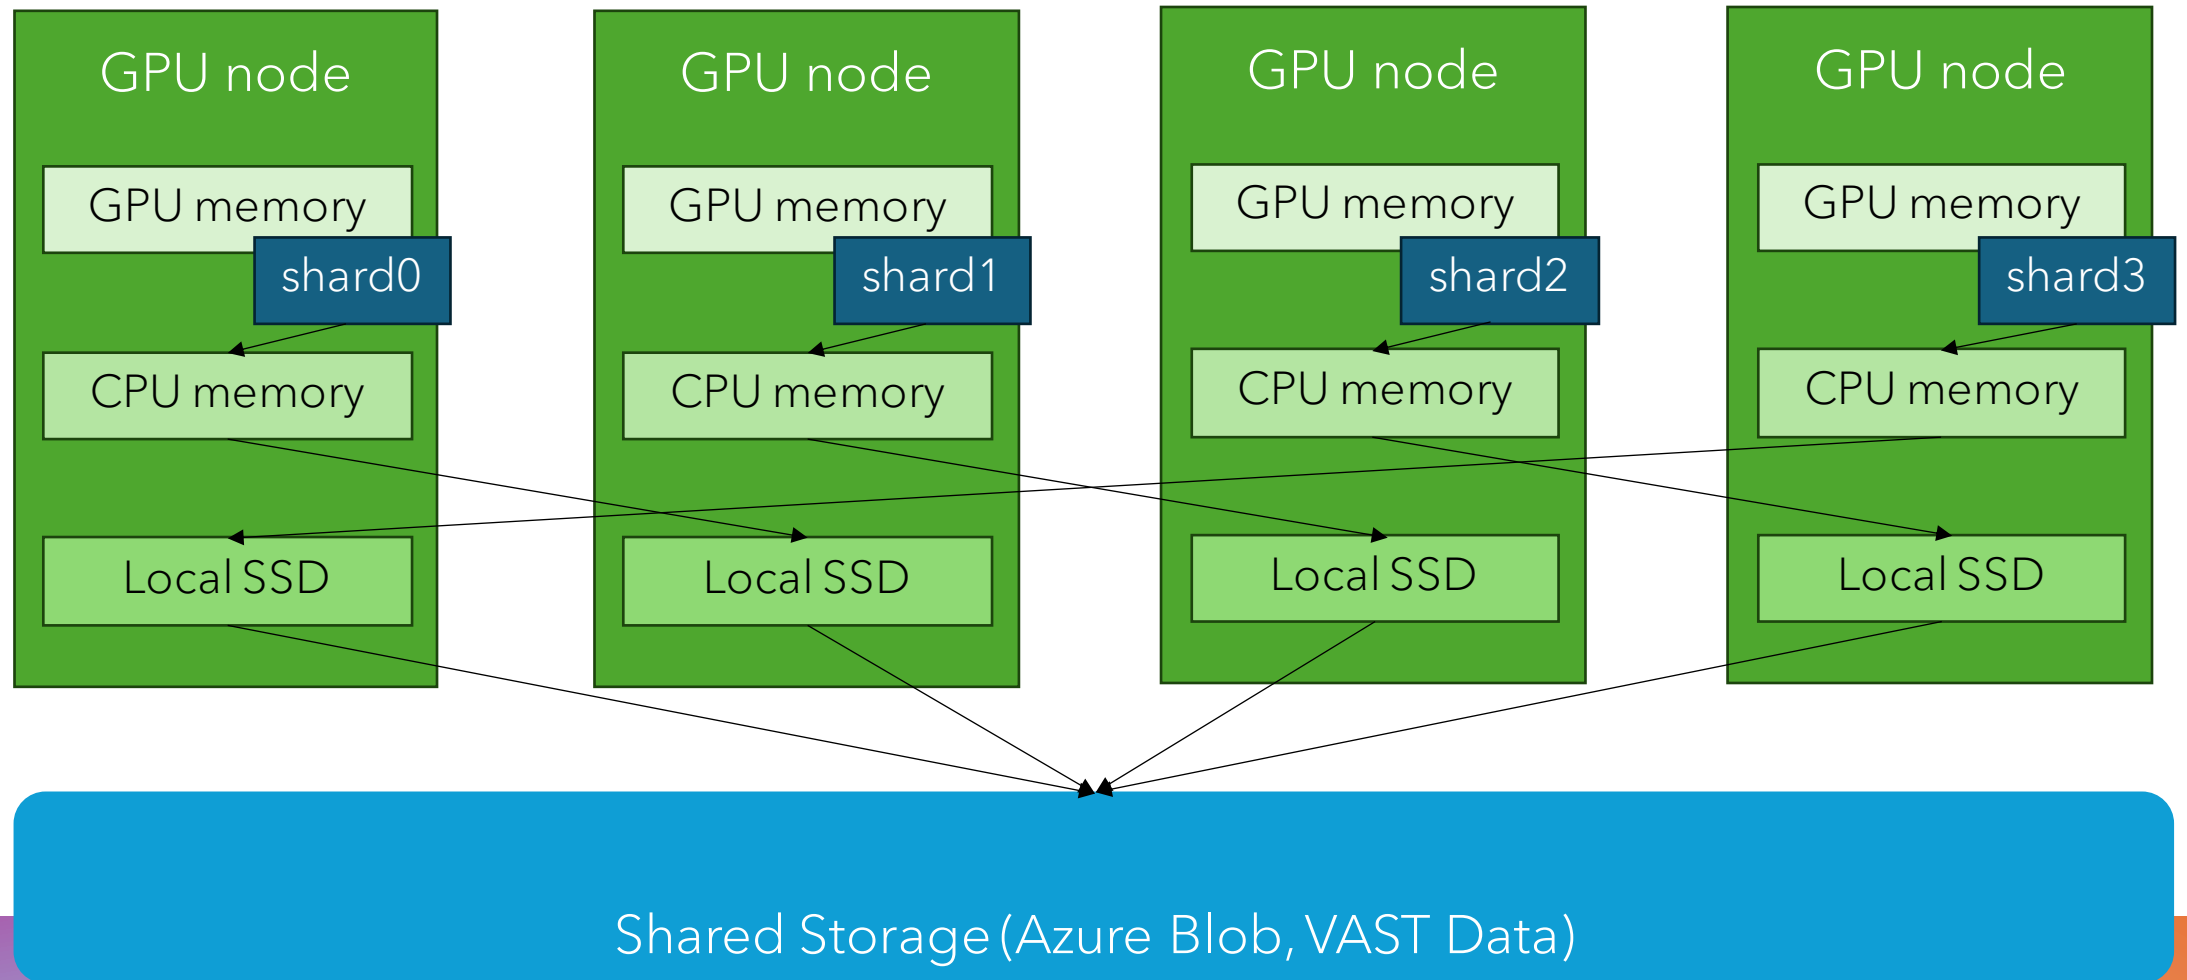 GPU node
GPU node
GPU node
GPU node
GPU memory
GPU memory
GPU memory
GPU memory
shard0
shard1
shard2
shard3
CPU memory
CPU memory
CPU memory
CPU memory
Local SSD
Local SSD
Local SSD
Local SSD
Shared Storage (Azure Blob, VAST Data)